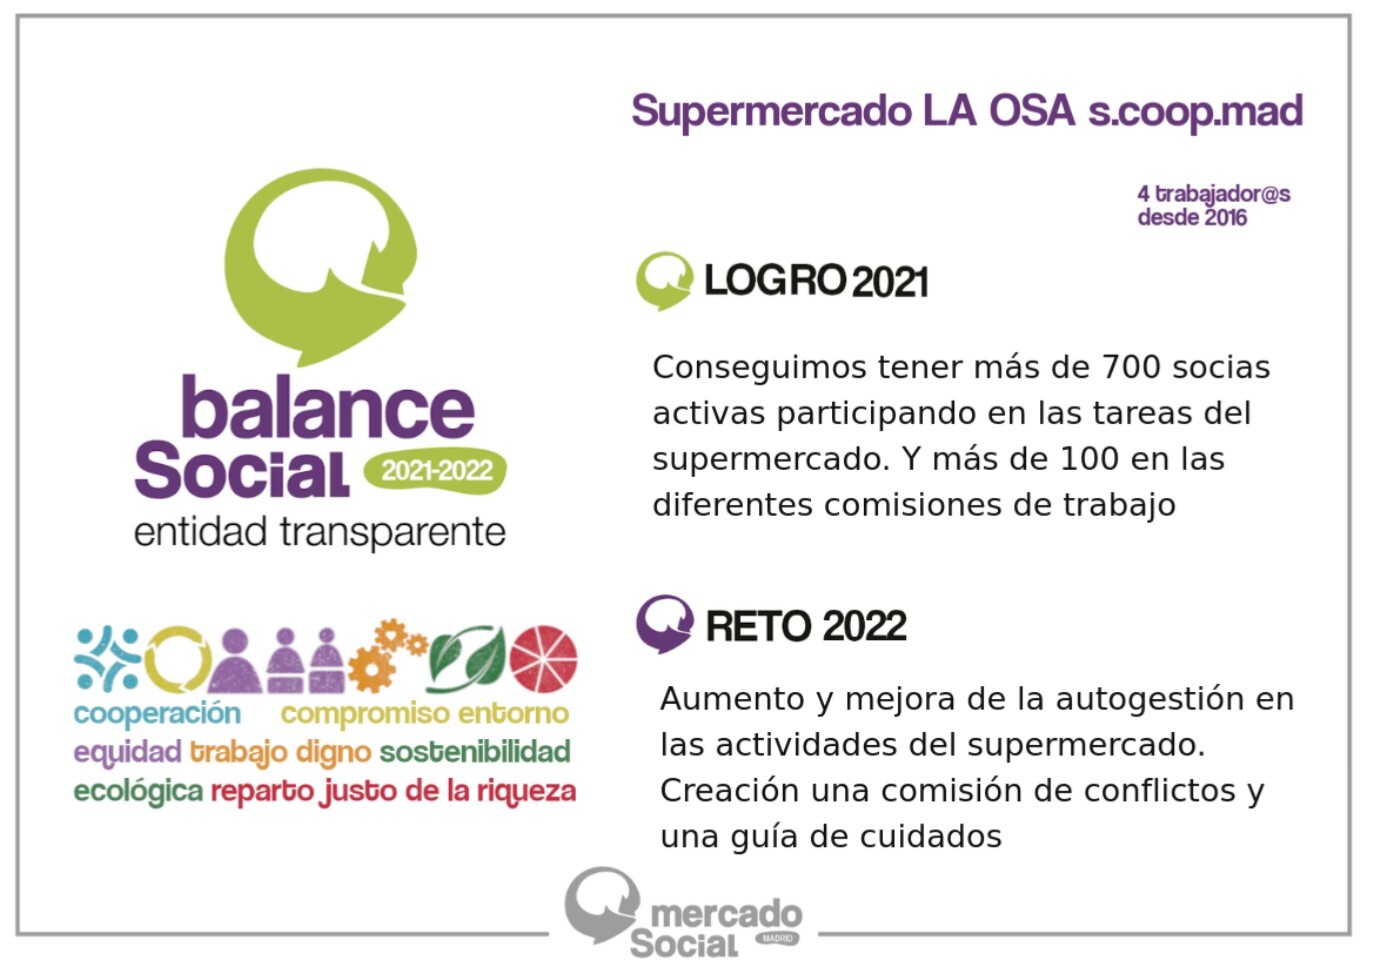 Supermercado LA OSA s.coop.mad
4 trabajador@s
desde 2016
balance
Social 2021-2022
entidad transparente
cooperación compromiso entorno
equidad trabajo digno sostenibilidad
ecológica reparto justo de la riqueza
LOGRO 2021
Conseguimos tener más de 700 socias
activas participando en las tareas del
supermercado. Y más de 100 en las
diferentes comisiones de trabajo
RETO 2022
Aumento y mejora de la autogestión en
las actividades del supermercado.
Creación una comisión de conflictos y
una guía de cuidados
mercado
Social MADRID